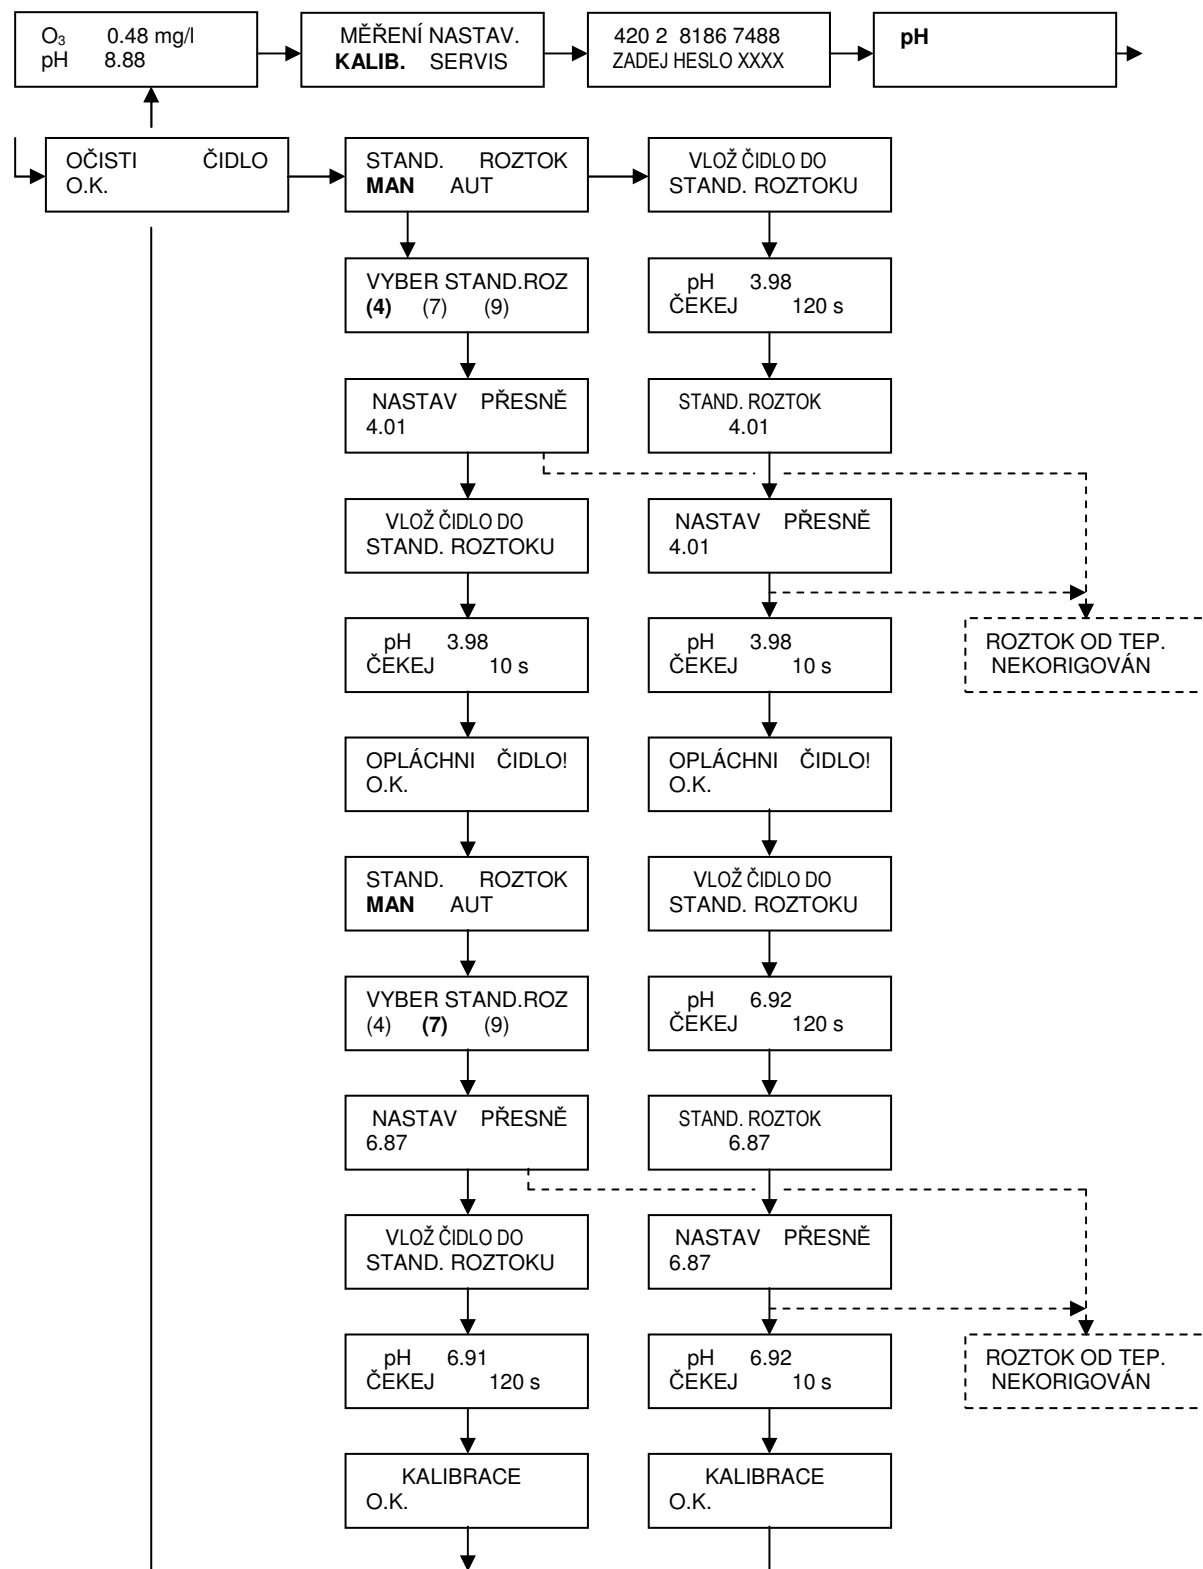 O₃ 0.48 mg/l
pH 8.88
MĚŘENÍ NASTAV.
KALIB. SERVIS
420 2 8186 7488
ZADEJ HESLO XXXX
pH
OČISTI ČIDLO
O.K.
STAND. ROZTOK
MAN AUT
VLOŽ ČIDLO DO
STAND. ROZTOKU
VYBER STAND.ROZ
(4) (7) (9)
pH 3.98
ČEKEJ 120 s
NASTAV PŘESNĚ
4.01
STAND. ROZTOK
4.01
VLOŽ ČIDLO DO
STAND. ROZTOKU
NASTAV PŘESNĚ
4.01
pH 3.98
ČEKEJ 10 s
pH 3.98
ČEKEJ 10 s
ROZTOK OD TEP.
NEKORIGOVÁN
OPLÁCHNI ČIDLO!
O.K.
OPLÁCHNI ČIDLO!
O.K.
STAND. ROZTOK
MAN AUT
VLOŽ ČIDLO DO
STAND. ROZTOKU
VYBER STAND.ROZ
(4) (7) (9)
pH 6.92
ČEKEJ 120 s
NASTAV PŘESNĚ
6.87
STAND. ROZTOK
6.87
VLOŽ ČIDLO DO
STAND. ROZTOKU
NASTAV PŘESNĚ
6.87
pH 6.91
ČEKEJ 120 s
pH 6.92
ČEKEJ 10 s
ROZTOK OD TEP.
NEKORIGOVÁN
KALIBRACE
O.K.
KALIBRACE
O.K.